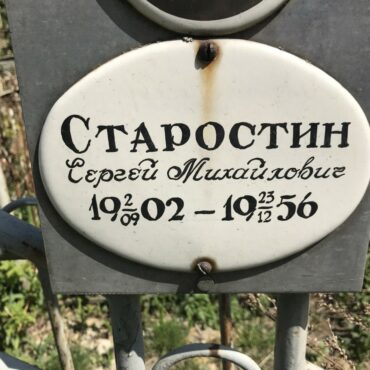 Старостин
Сергей Михайлович
19 2/09 02 – 19 23/12 56